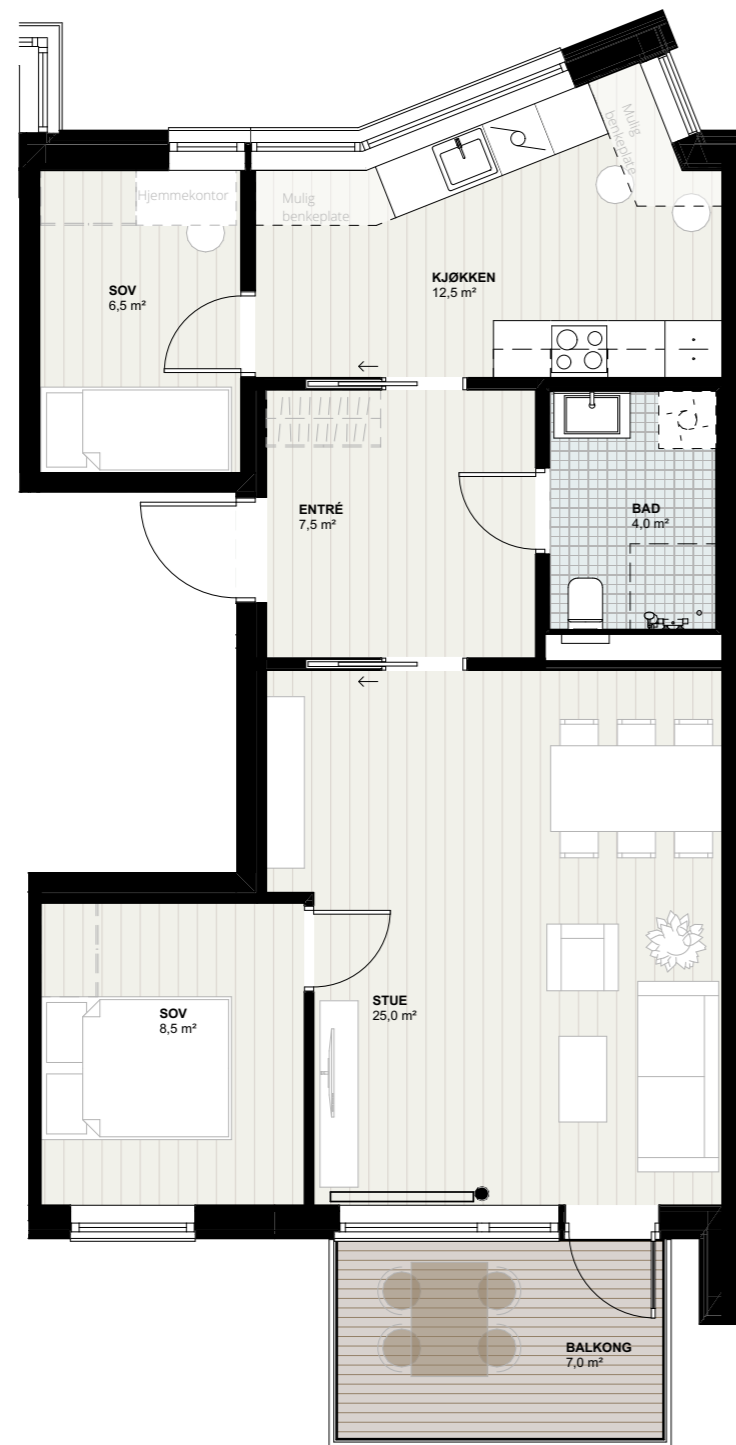 Mulig
benkeplate
Hjemmekontor
Mulig
benkeplate
KJØKKEN
12,5 m²
SOV
6,5 m²
ENTRÉ
7,5 m²
BAD
4,0 m²
STUE
25,0 m²
SOV
8,5 m²
BALKONG
7,0 m²